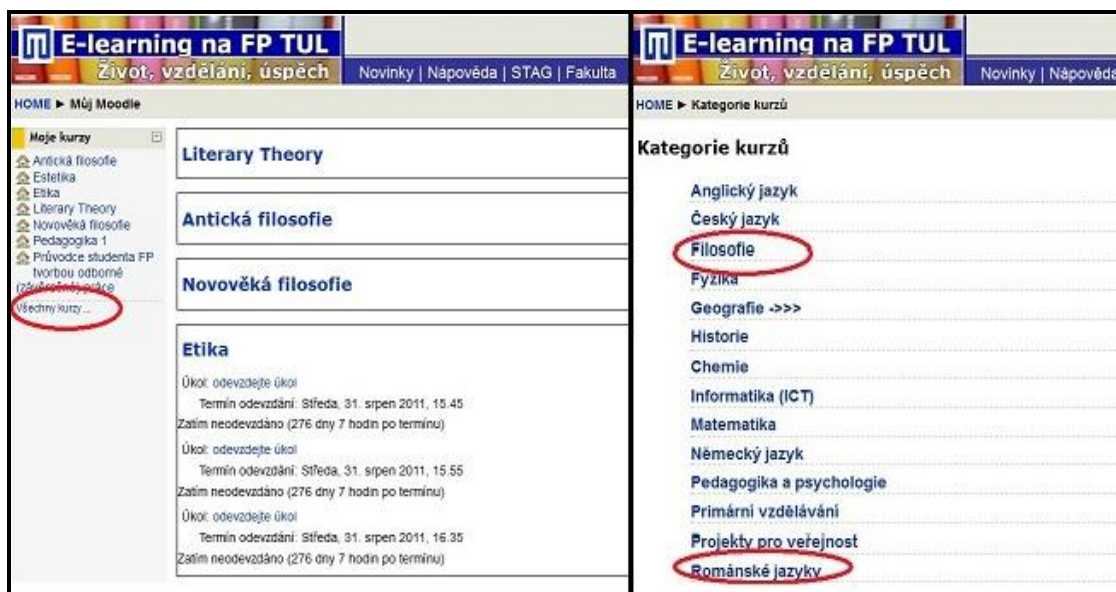 E-learning na FP TUL
Život, vzdělání, úspěch
Novinky | Nápověda | STAG | Fakulta
HOME ► Můj Moodle
Moje kurzy
Antická filosofie
Estetika
Etika
Literary Theory
Novověká filosofie
Pedagogika 1
Průvodce studenta FP
tvorbou odborné
(závěrečné) práce
Všechny kurzy ...
Literary Theory
Antická filosofie
Novověká filosofie
Etika
Úkol: odevzdejte úkol
Termín odevzdání: Středa, 31. srpen 2011, 15.45
Zatím neodevzdáno (276 dny 7 hodin po termínu)
Úkol: odevzdejte úkol
Termín odevzdání: Středa, 31. srpen 2011, 15.55
Zatím neodevzdáno (276 dny 7 hodin po termínu)
Úkol: odevzdejte úkol
Termín odevzdání: Středa, 31. srpen 2011, 16.35
Zatím neodevzdáno (276 dny 7 hodin po termínu)
E-learning na FP TUL
Život, vzdělání, úspěch
Novinky | Nápověda
HOME ► Kategorie kurzů
Kategorie kurzů
Anglický jazyk
Český jazyk
Filosofie
Fyzika
Geografie ->>>
Historie
Chemie
Informatika (ICT)
Matematika
Německý jazyk
Pedagogika a psychologie
Primární vzdělávání
Projekty pro veřejnost
Románské jazyky